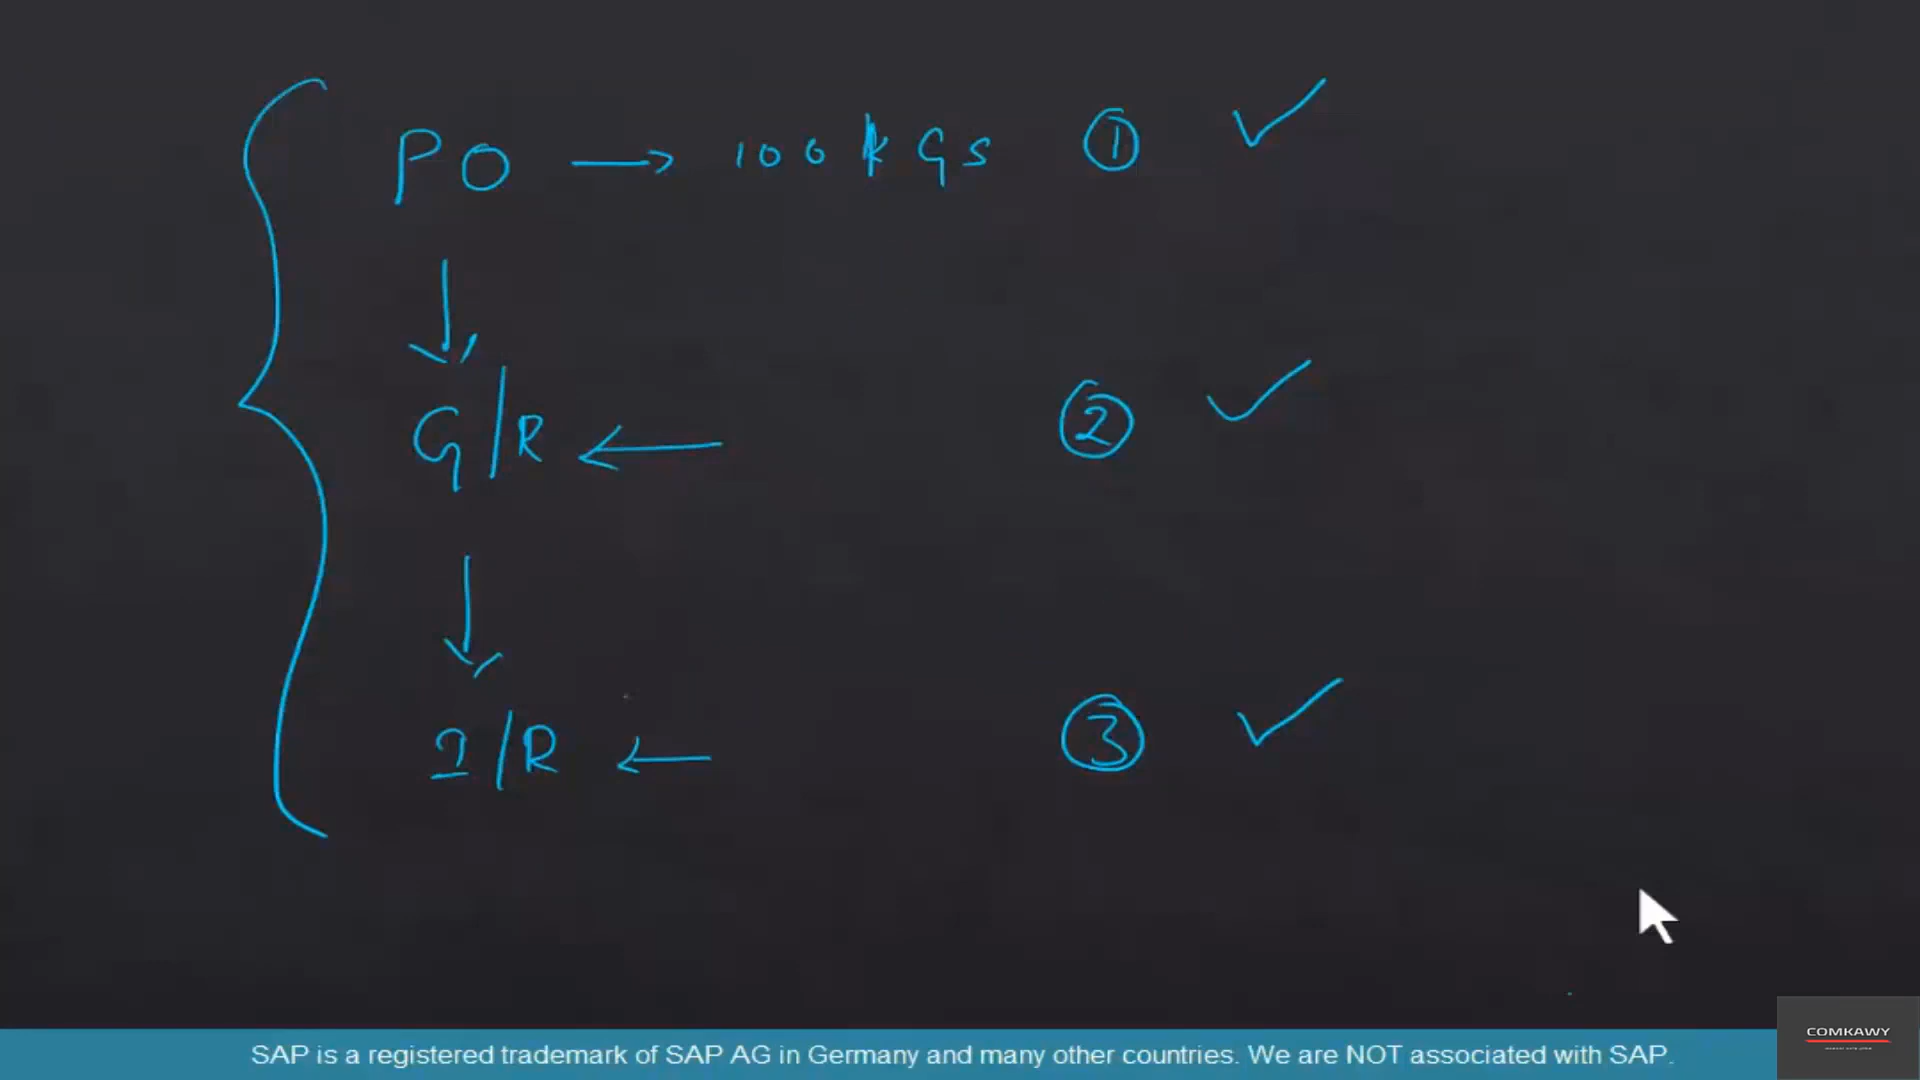 PO → 100 KGs ① ✓
G/R ← ② ✓
I/R ← ③ ✓
SAP is a registered trademark of SAP AG in Germany and many other countries. We are NOT associated with SAP.
COMKAWY